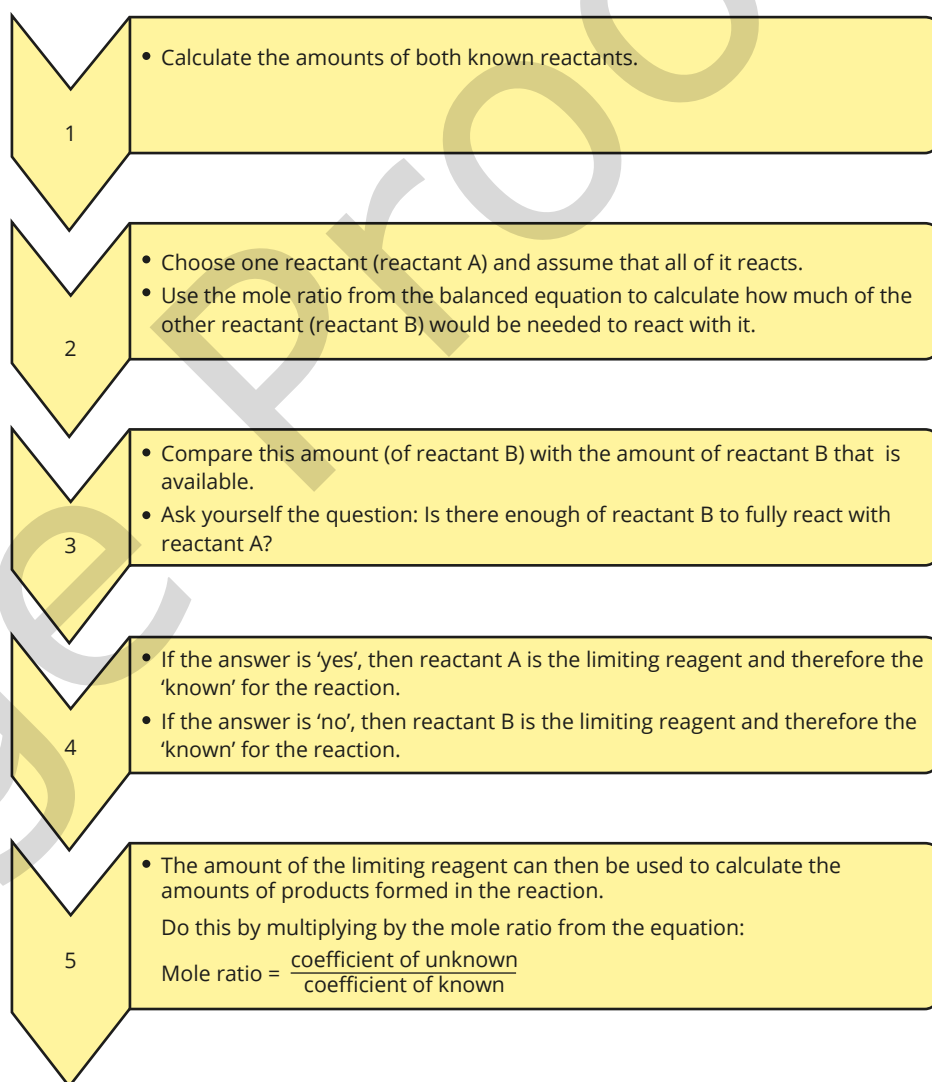 1
• Calculate the amounts of both known reactants.
2
• Choose one reactant (reactant A) and assume that all of it reacts.
• Use the mole ratio from the balanced equation to calculate how much of the
other reactant (reactant B) would be needed to react with it.
3
• Compare this amount (of reactant B) with the amount of reactant B that is
available.
• Ask yourself the question: Is there enough of reactant B to fully react with
reactant A?
4
• If the answer is ‘yes’, then reactant A is the limiting reagent and therefore the
‘known’ for the reaction.
• If the answer is ‘no’, then reactant B is the limiting reagent and therefore the
‘known’ for the reaction.
5
• The amount of the limiting reagent can then be used to calculate the
amounts of products formed in the reaction.
Do this by multiplying by the mole ratio from the equation:
Mole ratio = coefficient of unknown
coefficient of known
ge Proo